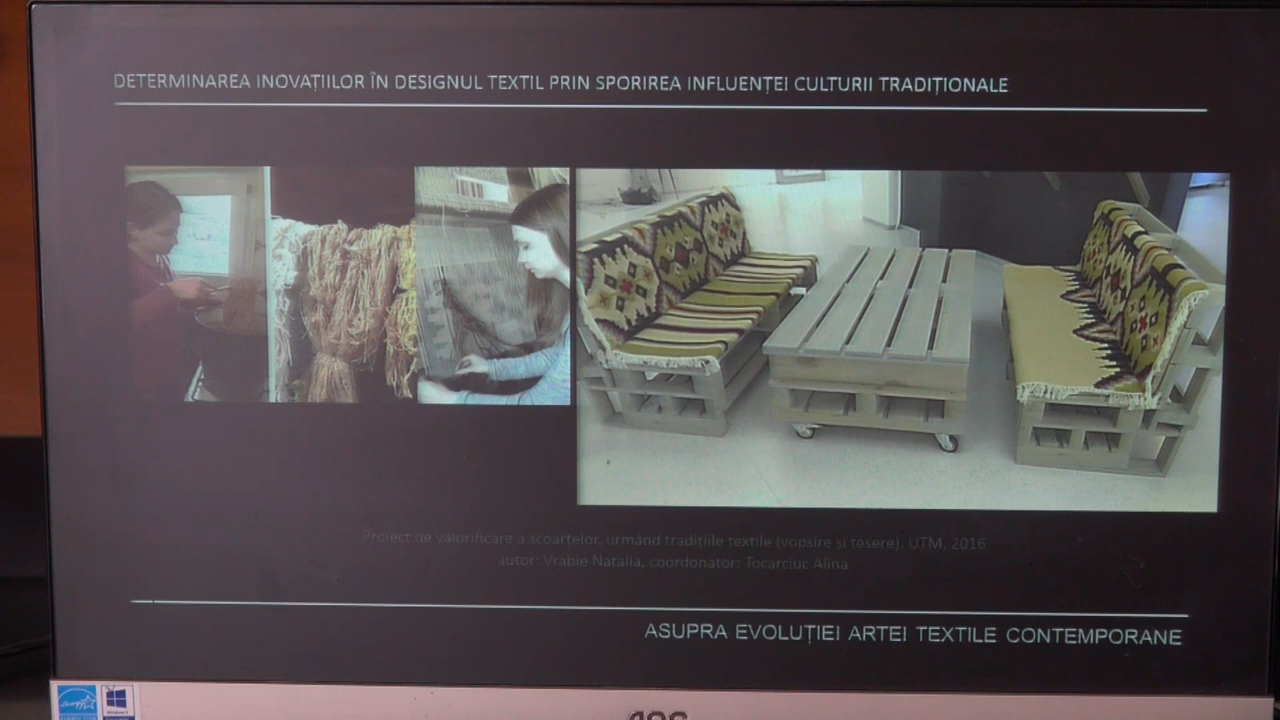 DETERMINAREA INOVAȚIILOR ÎN DESIGNUL TEXTIL PRIN SPORIREA INFLUENȚEI CULTURII TRADIȚIONALE
Proiect de valorificare a scoarțelor, urmând tradițiile textile (vopsire și țesere). UTM, 2016
autor: Vrabie Natalia, coordonator: Tocarciuc Alina
ASUPRA EVOLUȚIEI ARTEI TEXTILE CONTEMPORANE
AOC